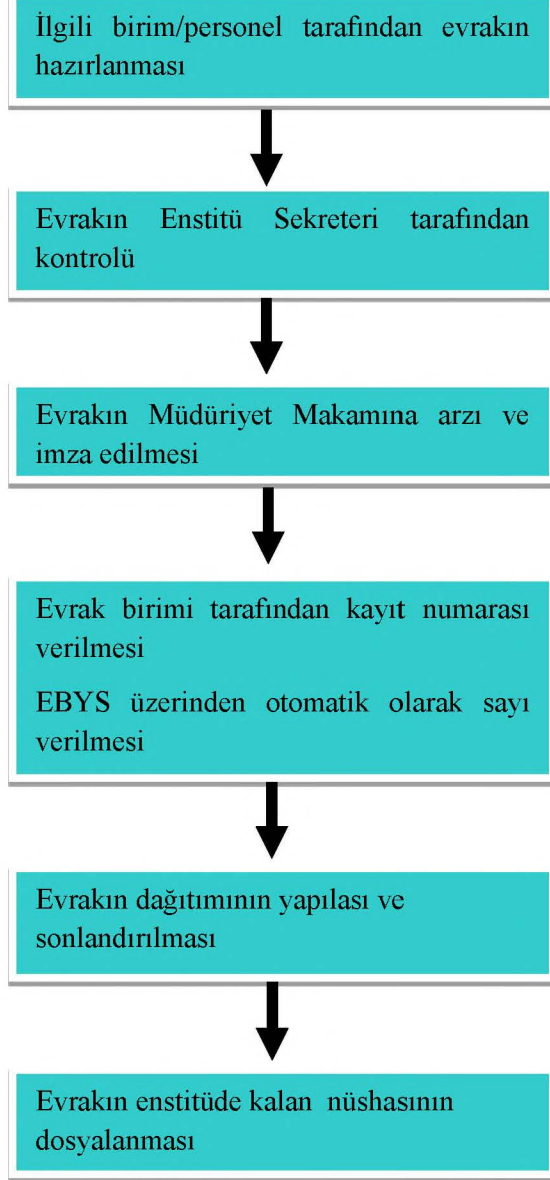 İlgili birim/personel tarafından evrakın
hazırlanması
Evrakın Enstitü Sekreteri tarafından
kontrolü
Evrakın Müdüriyet Makamına arzı ve
imza edilmesi
Evrak birimi tarafından kayıt numarası
verilmesi
EBYS üzerinden otomatik olarak sayı
verilmesi
Evrakın dağıtımının yapılası ve
sonlandırılması
Evrakın enstitüde kalan nüshasının
dosyalanması